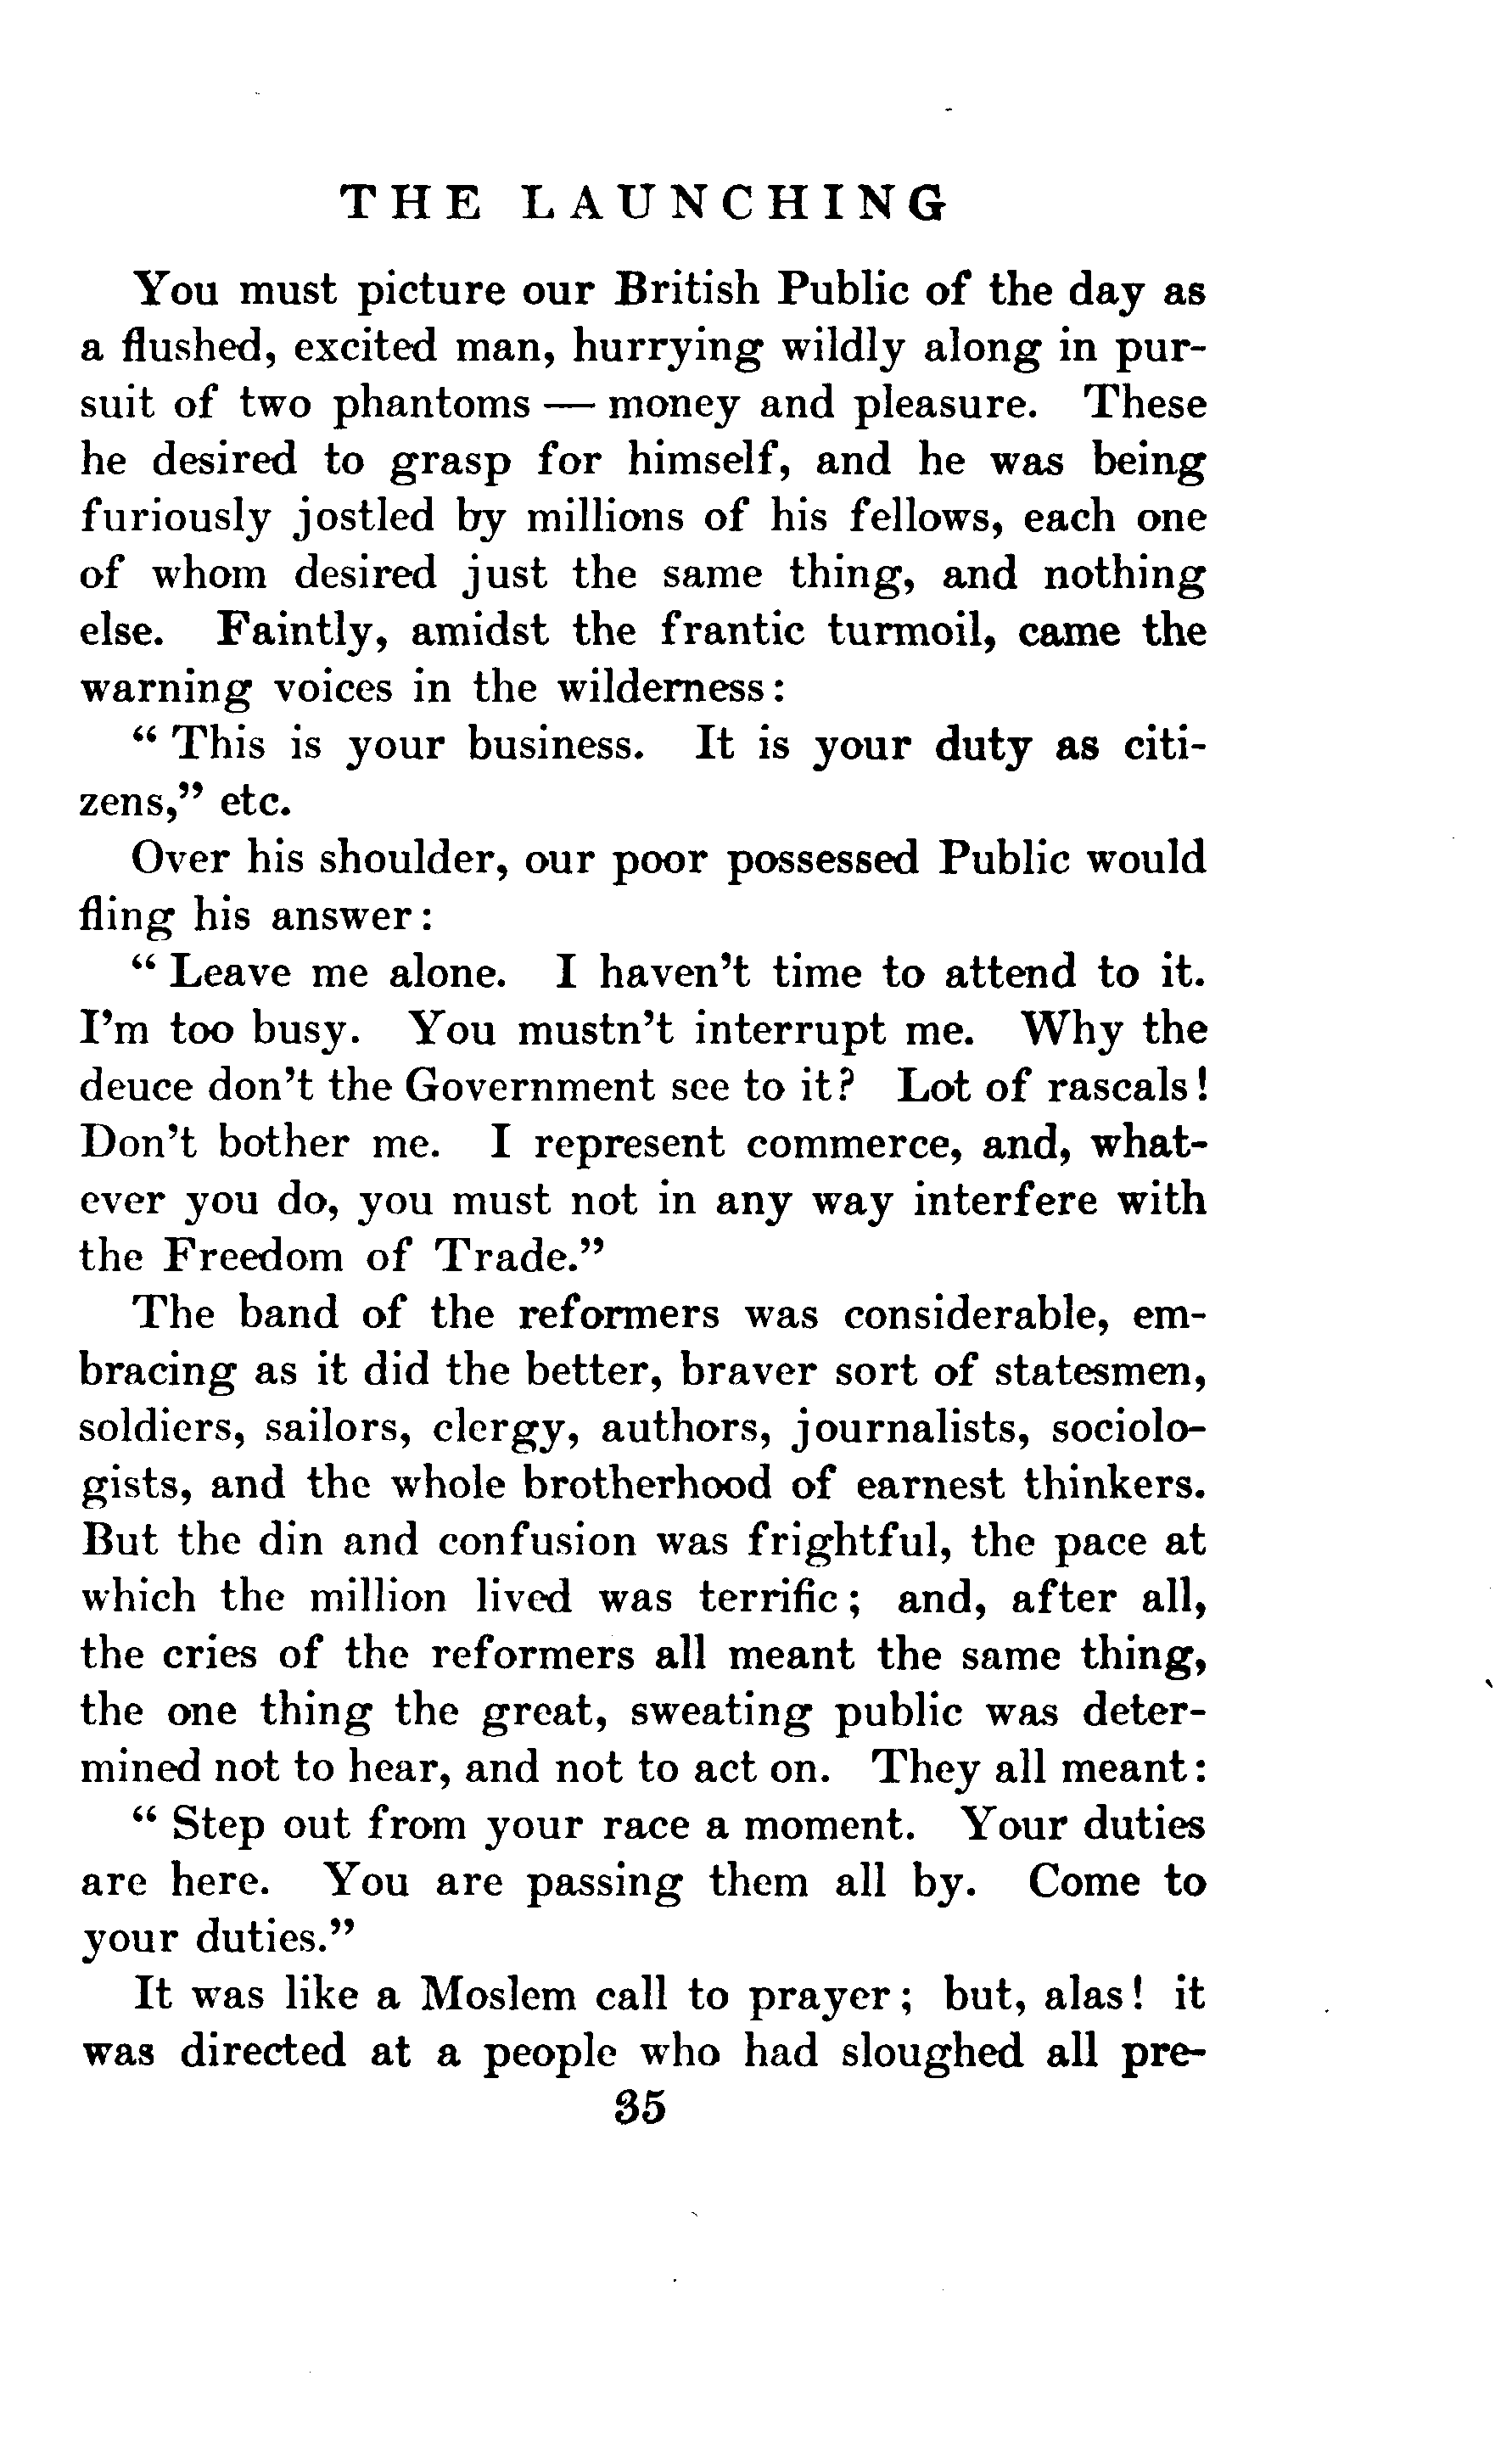 THE LAUNCHING
You must picture our British Public of the day as
a flushed, excited man, hurrying wildly along in pur-
suit of two phantoms — money and pleasure. These
he desired to grasp for himself, and he was being
furiously jostled by millions of his fellows, each one
of whom desired just the same thing, and nothing
else. Faintly, amidst the frantic turmoil, came the
warning voices in the wilderness:
“This is your business. It is your duty as citi-
zens,” etc.
Over his shoulder, our poor possessed Public would
fling his answer:
“Leave me alone. I haven't time to attend to it.
I'm too busy. You mustn't interrupt me. Why the
deuce don't the Government see to it? Lot of rascals!
Don't bother me. I represent commerce, and, what-
ever you do, you must not in any way interfere with
the Freedom of Trade.”
The band of the reformers was considerable, em-
bracing as it did the better, braver sort of statesmen,
soldiers, sailors, clergy, authors, journalists, sociolo-
gists, and the whole brotherhood of earnest thinkers.
But the din and confusion was frightful, the pace at
which the million lived was terrific; and, after all,
the cries of the reformers all meant the same thing,
the one thing the great, sweating public was deter-
mined not to hear, and not to act on. They all meant:
“Step out from your race a moment. Your duties
are here. You are passing them all by. Come to
your duties.”
It was like a Moslem call to prayer; but, alas! it
was directed at a people who had sloughed all pre-
35